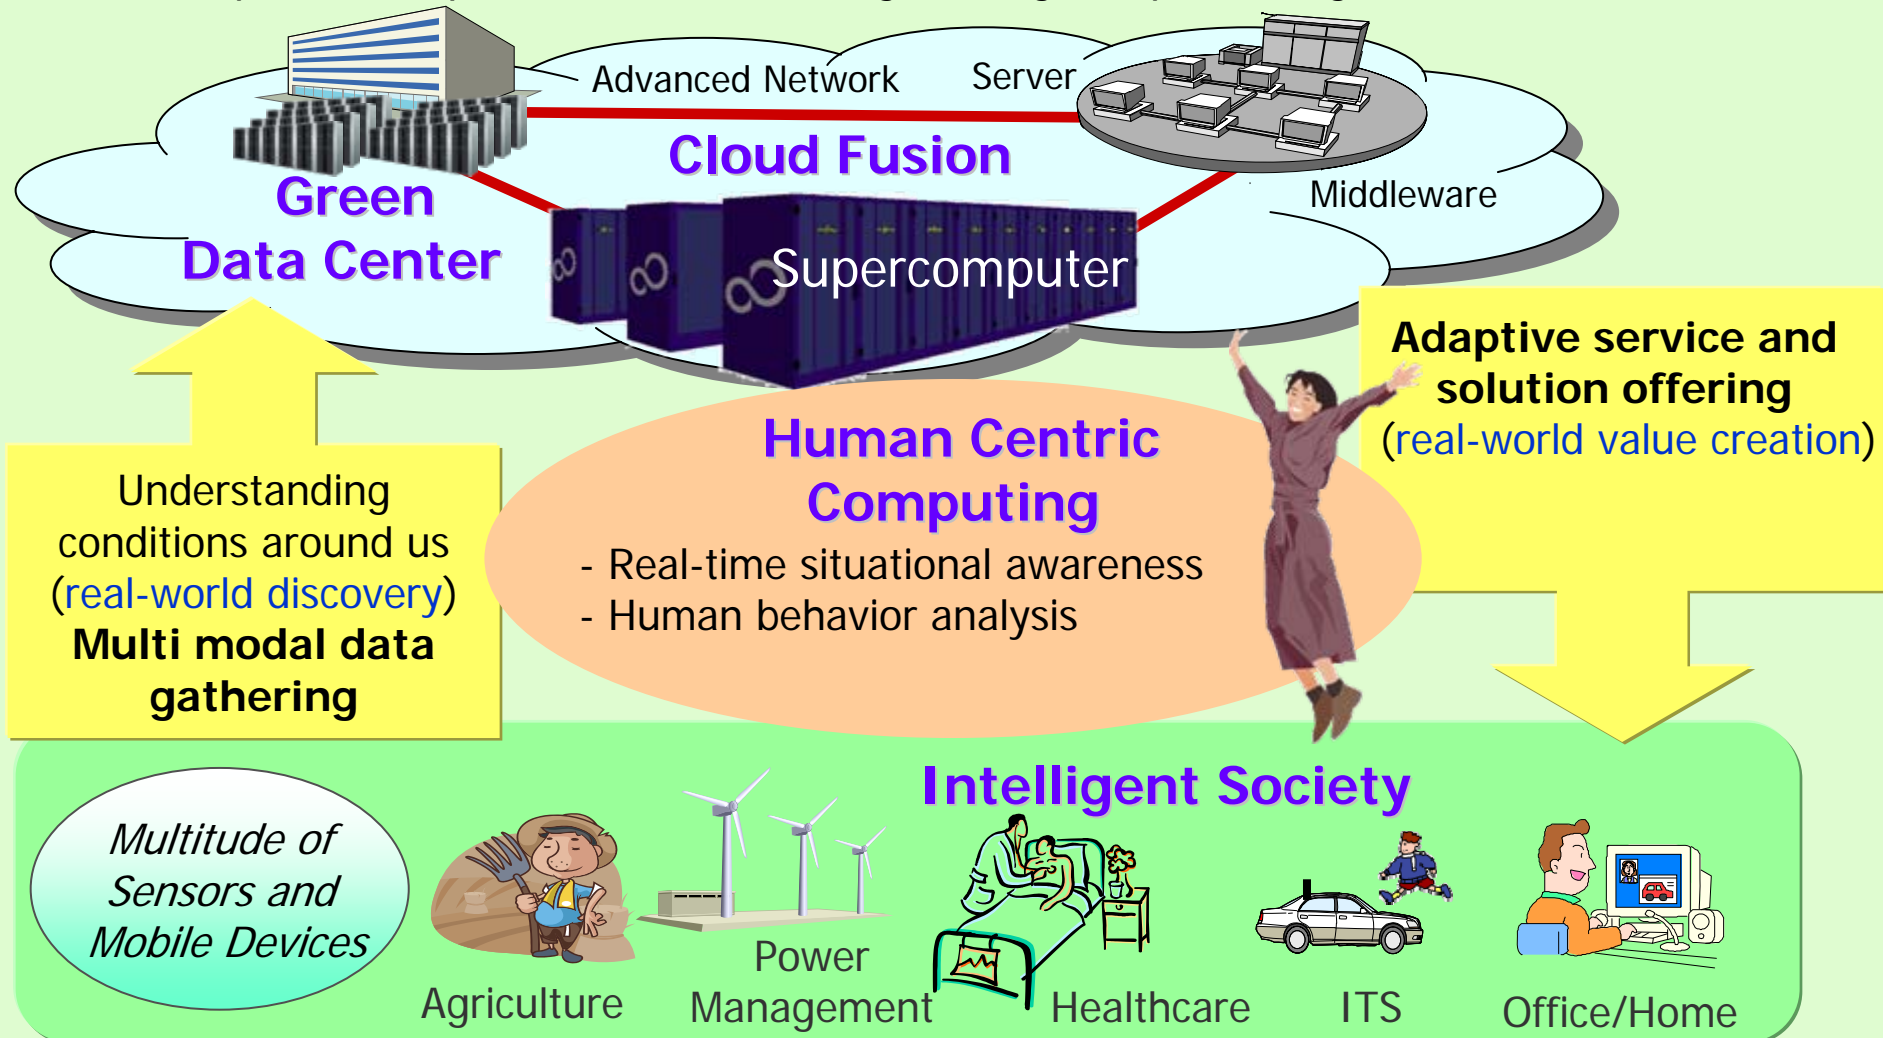 Advanced Network
Server
Cloud Fusion
Green
Data Center
Middleware
Supercomputer
Adaptive service and
solution offering
(real-world value creation)
Human Centric
Computing
- Real-time situational awareness
- Human behavior analysis
Understanding
conditions around us
(real-world discovery)
Multi modal data
gathering
Intelligent Society
Multitude of
Sensors and
Mobile Devices
Agriculture
Power
Management
Healthcare
ITS
Office/Home